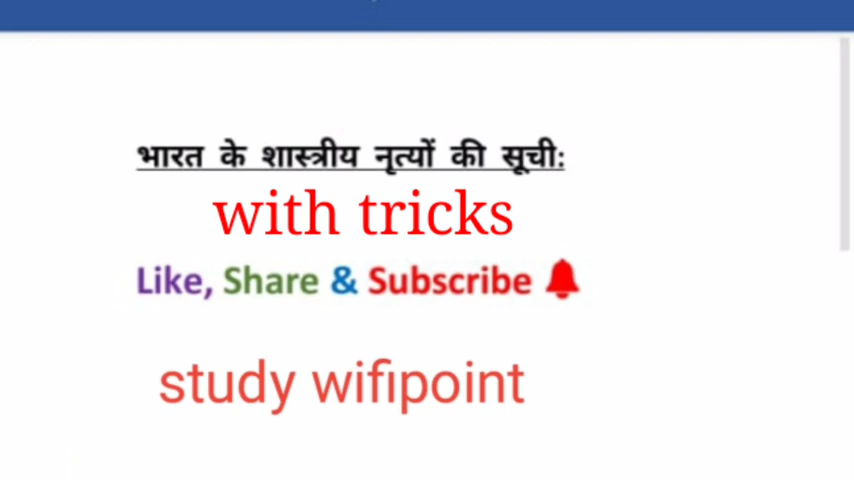 भारत के शास्त्रीय नृत्यों की सूची:
with tricks
Like, Share & Subscribe
study wifipoint